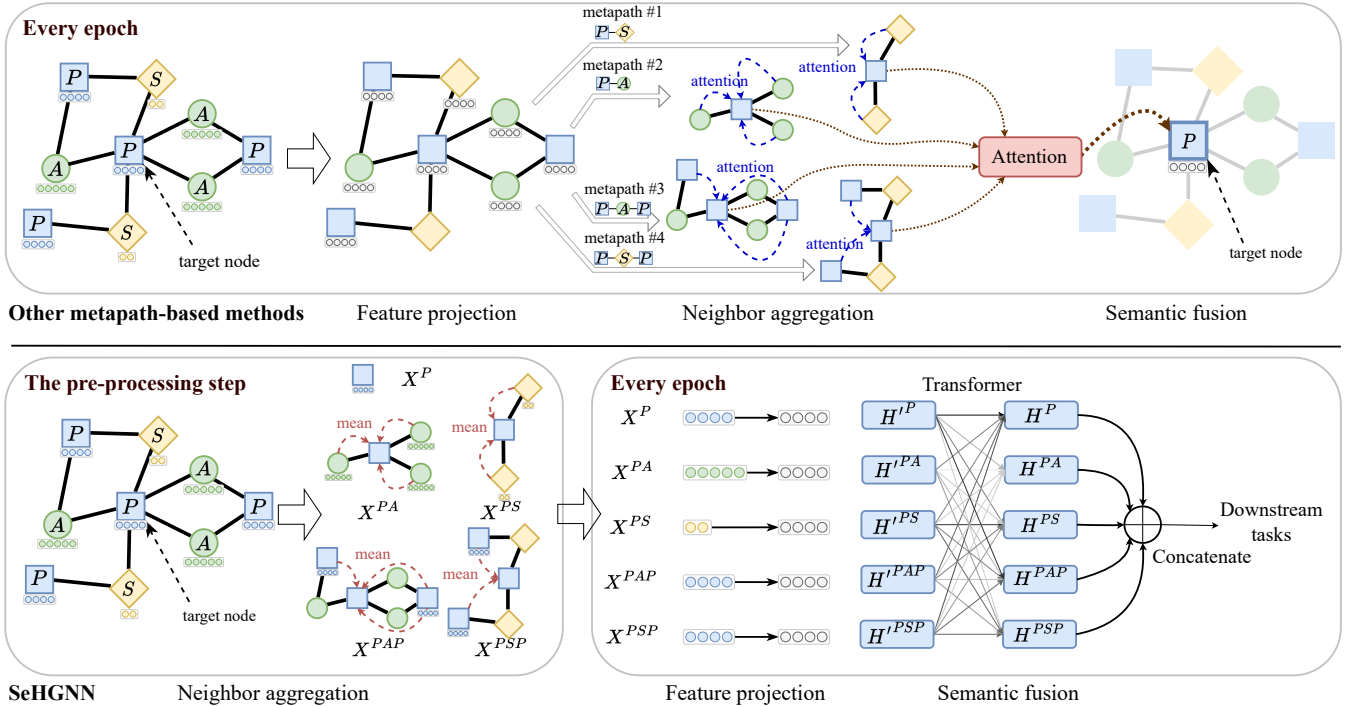 Every epoch
metapath #1
P S
metapath #2
P A
metapath #3
P A P
metapath #4
P S P
P
S
A
P
P
A
A
P
S
target node
attention
attention
attention
attention
Attention
P
target node
Other metapath-based methods
Feature projection
Neighbor aggregation
Semantic fusion
The pre-processing step
P
S
A
P
P
A
A
P
S
target node
X^P
mean
X^{PA}
mean
X^{PS}
mean
X^{PAP}
mean
X^{PSP}
Every epoch
Transformer
X^P
H'^P
H^P
X^{PA}
H'^{PA}
H^{PA}
X^{PS}
H'^{PS}
H^{PS}
X^{PAP}
H'^{PAP}
H^{PAP}
X^{PSP}
H'^{PSP}
H^{PSP}
Concatenate
Downstream
tasks
SeHGNN
Neighbor aggregation
Feature projection
Semantic fusion